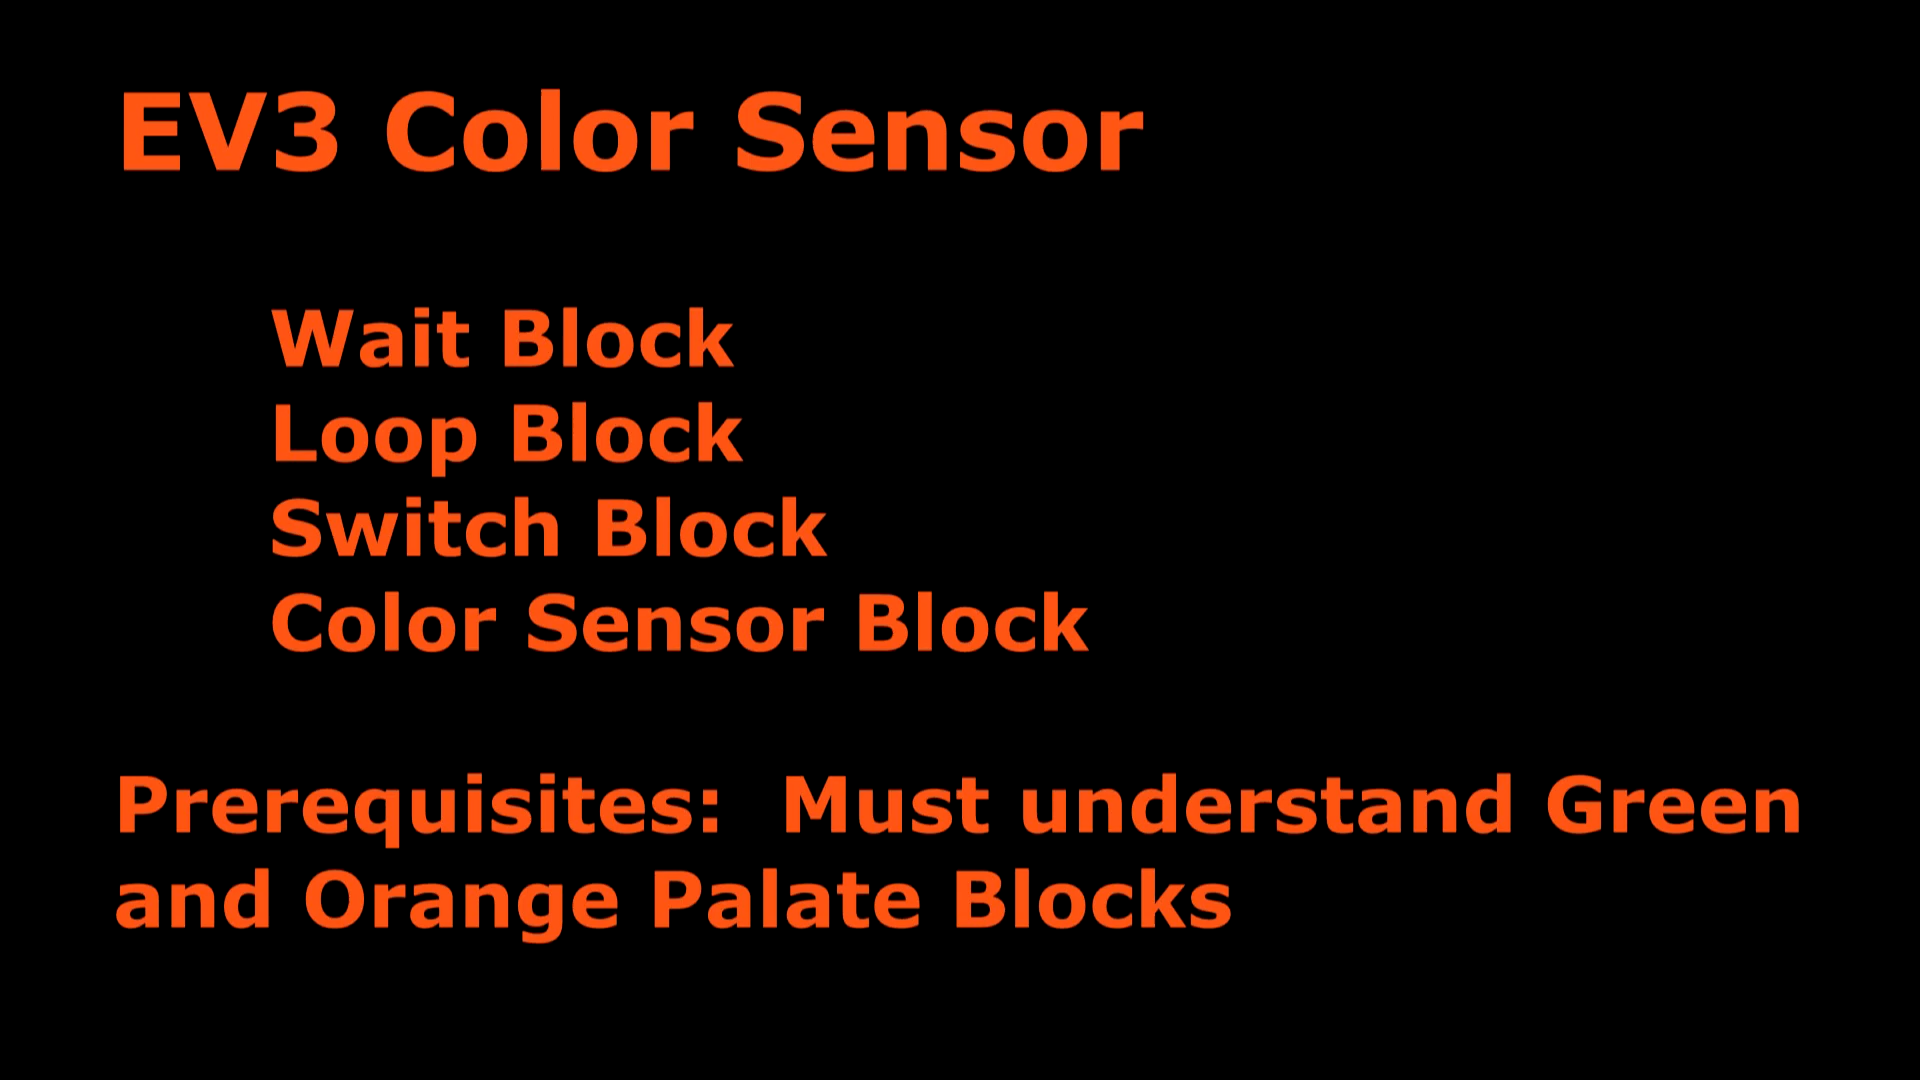 EV3 Color Sensor
Wait Block
Loop Block
Switch Block
Color Sensor Block
Prerequisites:  Must understand Green
and Orange Palate Blocks